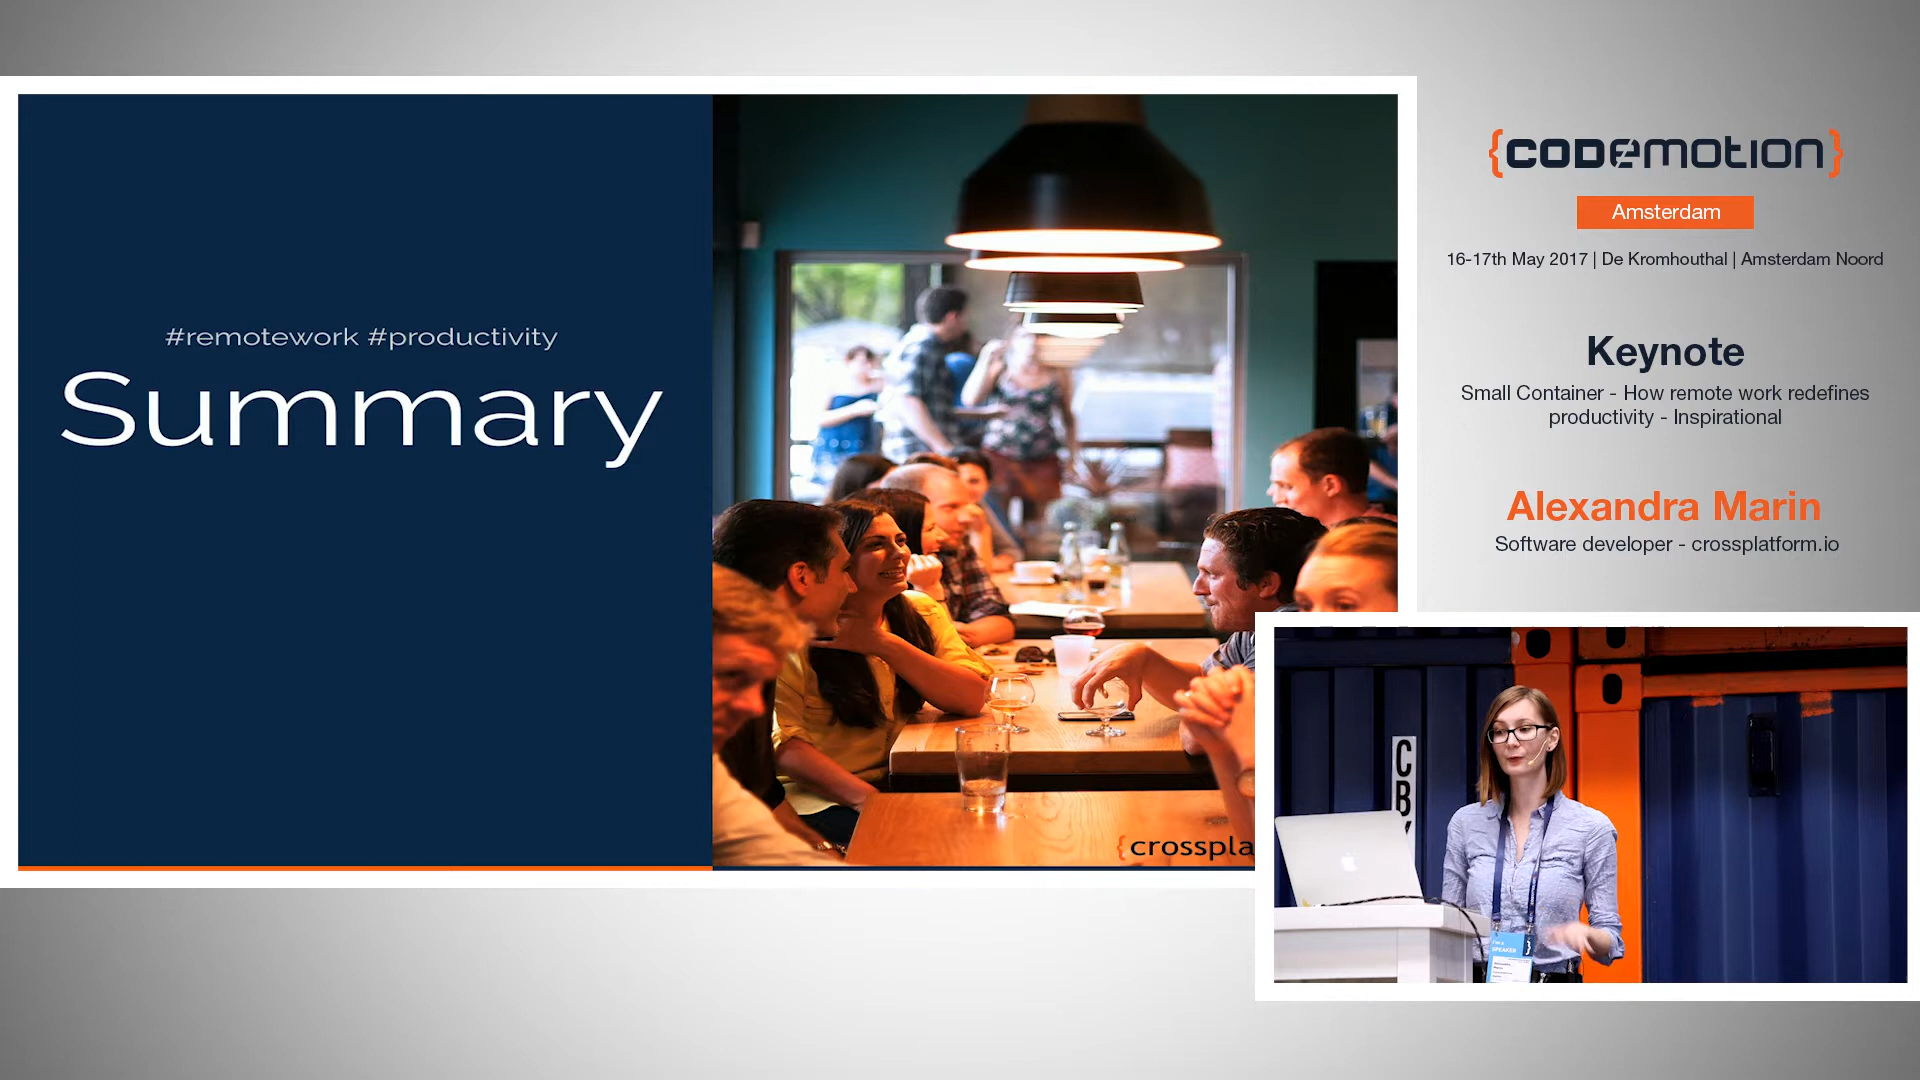 #remotework #productivity
Summary
{crosspla
{CODEMOTION}
Amsterdam
16-17th May 2017 | De Kromhouthal | Amsterdam Noord
Keynote
Small Container - How remote work redefines
productivity - Inspirational
Alexandra Marin
Software developer - crossplatform.io
CB
I'm a
SPEAKER